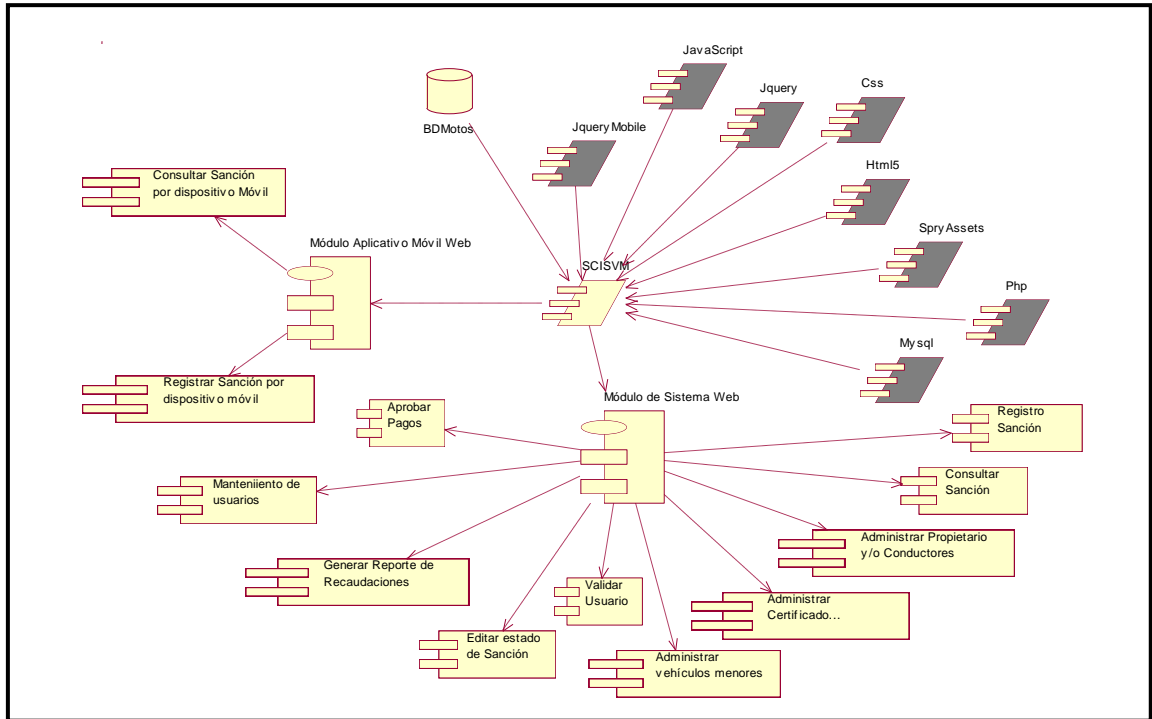 JavaScript
Jquery
Css
BDMotos
Jquery Mobile
Html5
Consultar Sanción
por dispositivo Móvil
SpryAssets
Módulo Aplicativo Móvil Web
SCISVM
Php
Mysql
Registrar Sanción por
dispositivo móvil
Módulo de Sistema Web
Aprobar
Pagos
Registro
Sanción
Manteniiento de
usuarios
Consultar
Sanción
Administrar Propietario
y/o Conductores
Generar Reporte de
Recaudaciones
Validar
Usuario
Administrar
Certificado...
Editar estado
de Sanción
Administrar
vehículos menores